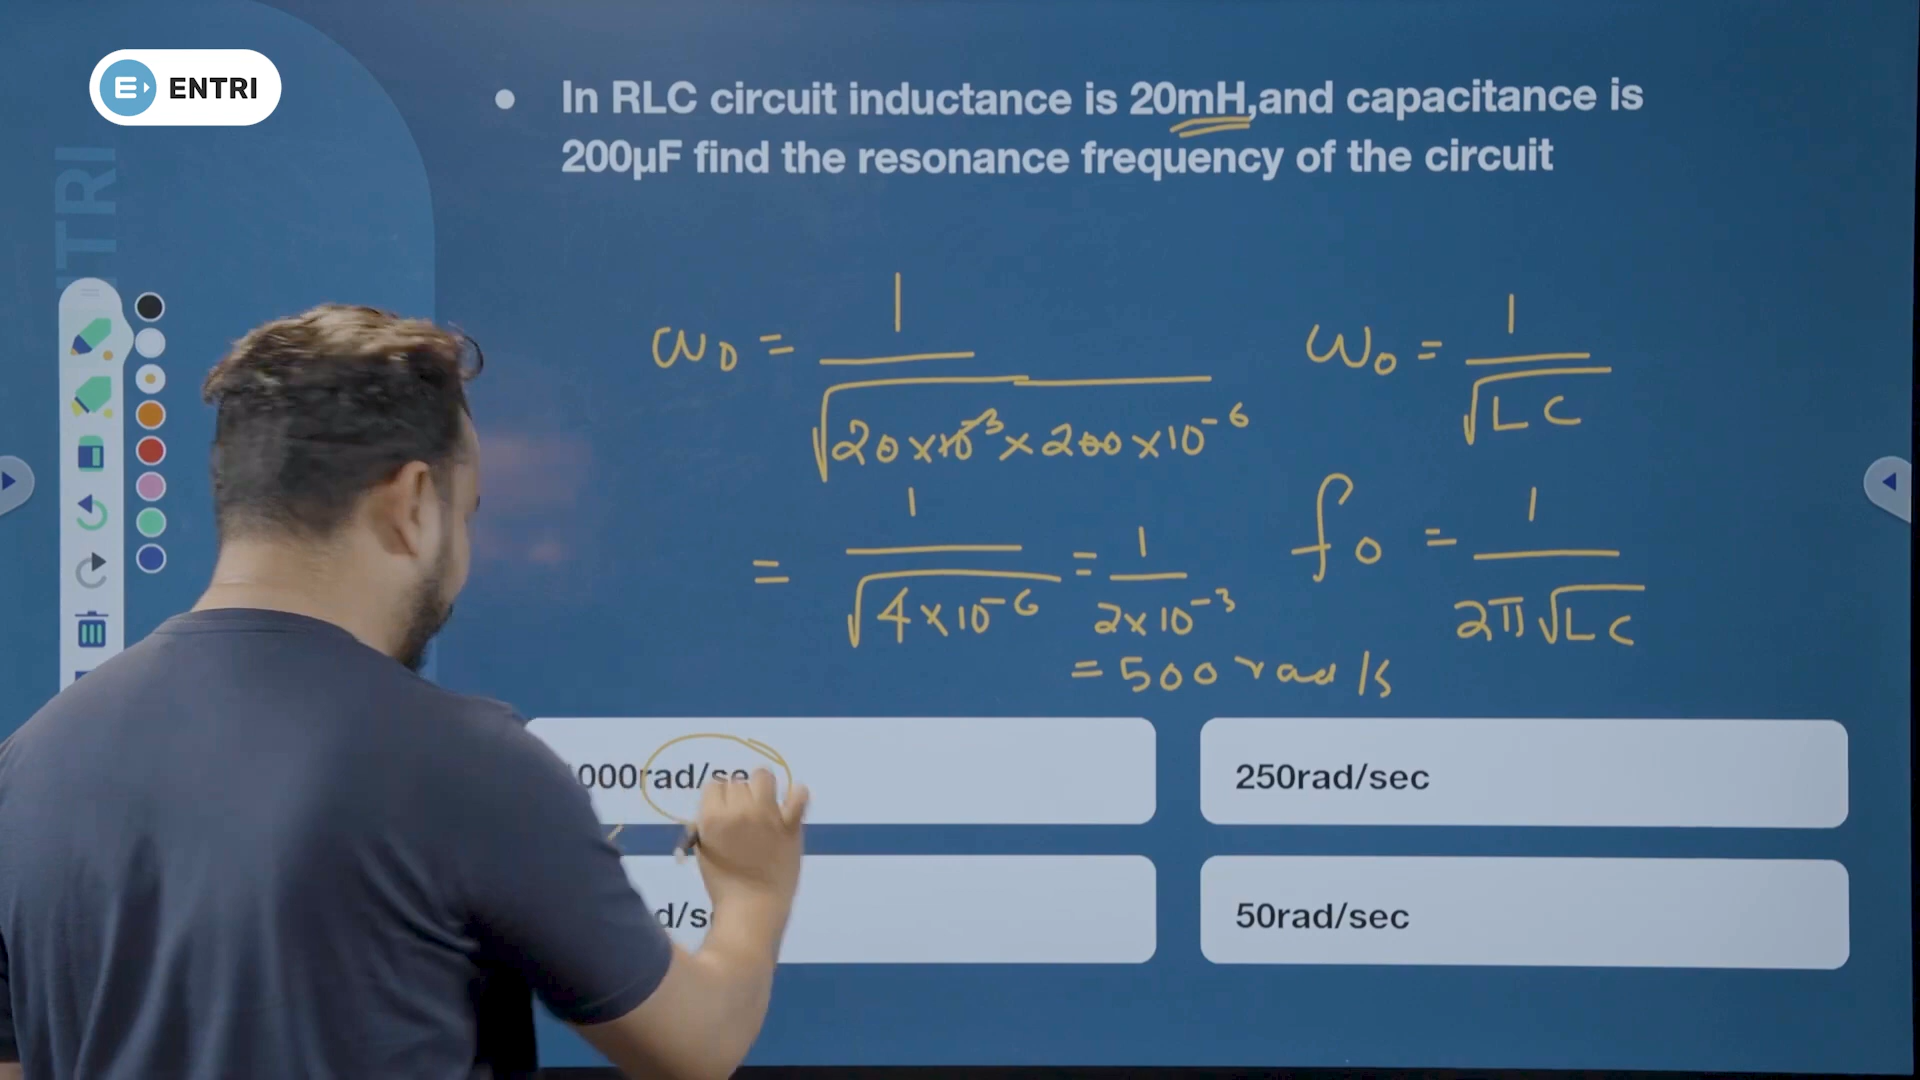 ENTRI
In RLC circuit inductance is 20mH,and capacitance is
200µF find the resonance frequency of the circuit
ω₀ = 1 / √(20×10⁻³×200×10⁻⁶)
ω₀ = 1 / √LC
= 1 / √(4×10⁻⁶) = 1 / (2×10⁻³)
f₀ = 1 / 2π√LC
= 500 rad/s
000rad/se
250rad/sec
50rad/sec